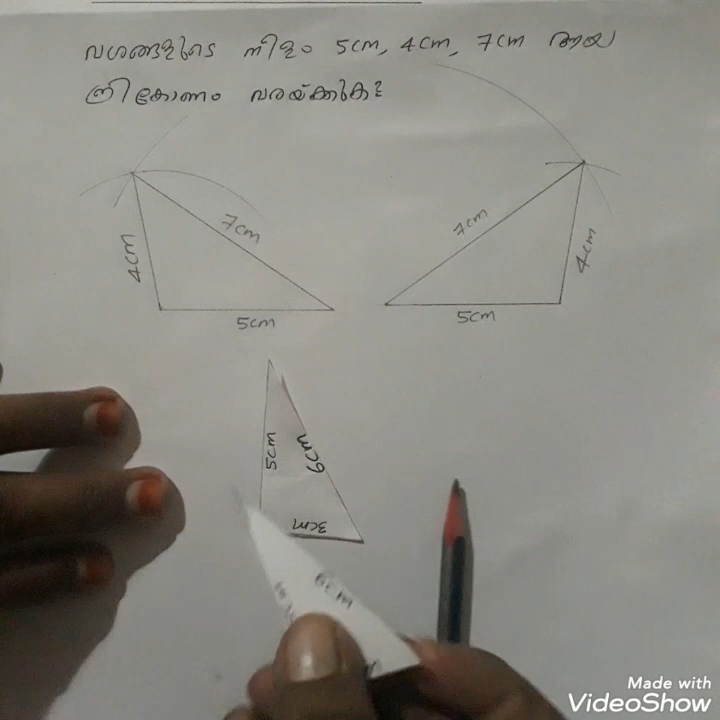 വശങ്ങളുടെ നീളം 5cm, 4cm, 7cm ആയ
ത്രികോണം വരയ്ക്കുക?
4cm
7cm
5cm
7cm
4cm
5cm
5cm
6cm
3cm
6cm
Made with
VideoShow